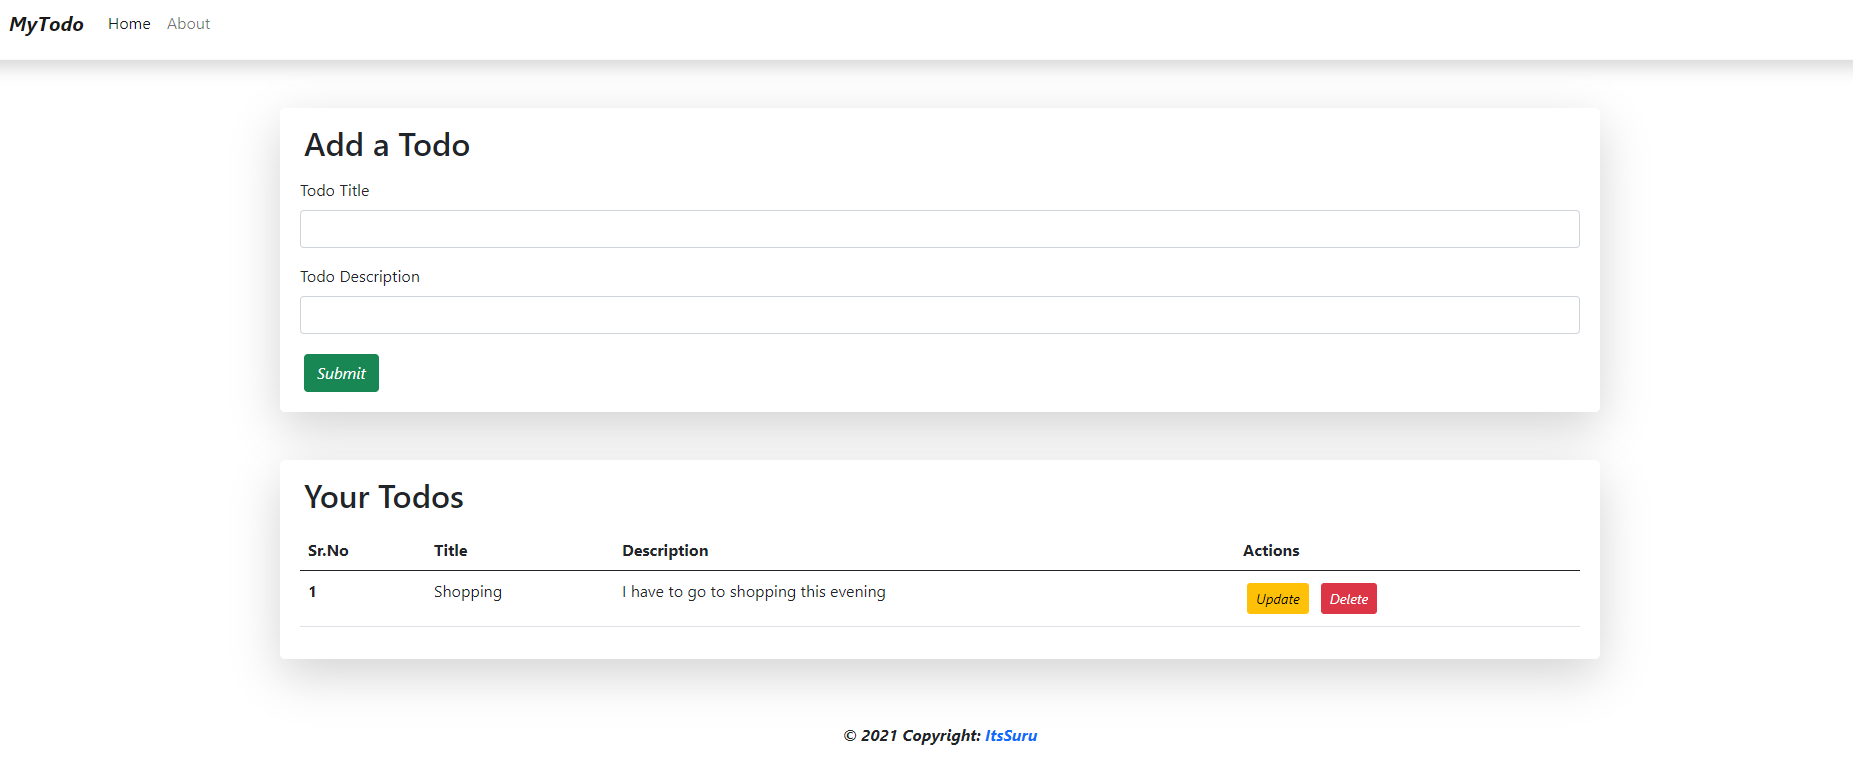 MyTodo Home About
Add a Todo
Todo Title
Todo Description
Submit
Your Todos
Sr.No Title Description Actions
1 Shopping I have to go to shopping this evening Update Delete
© 2021 Copyright: ItsSuru